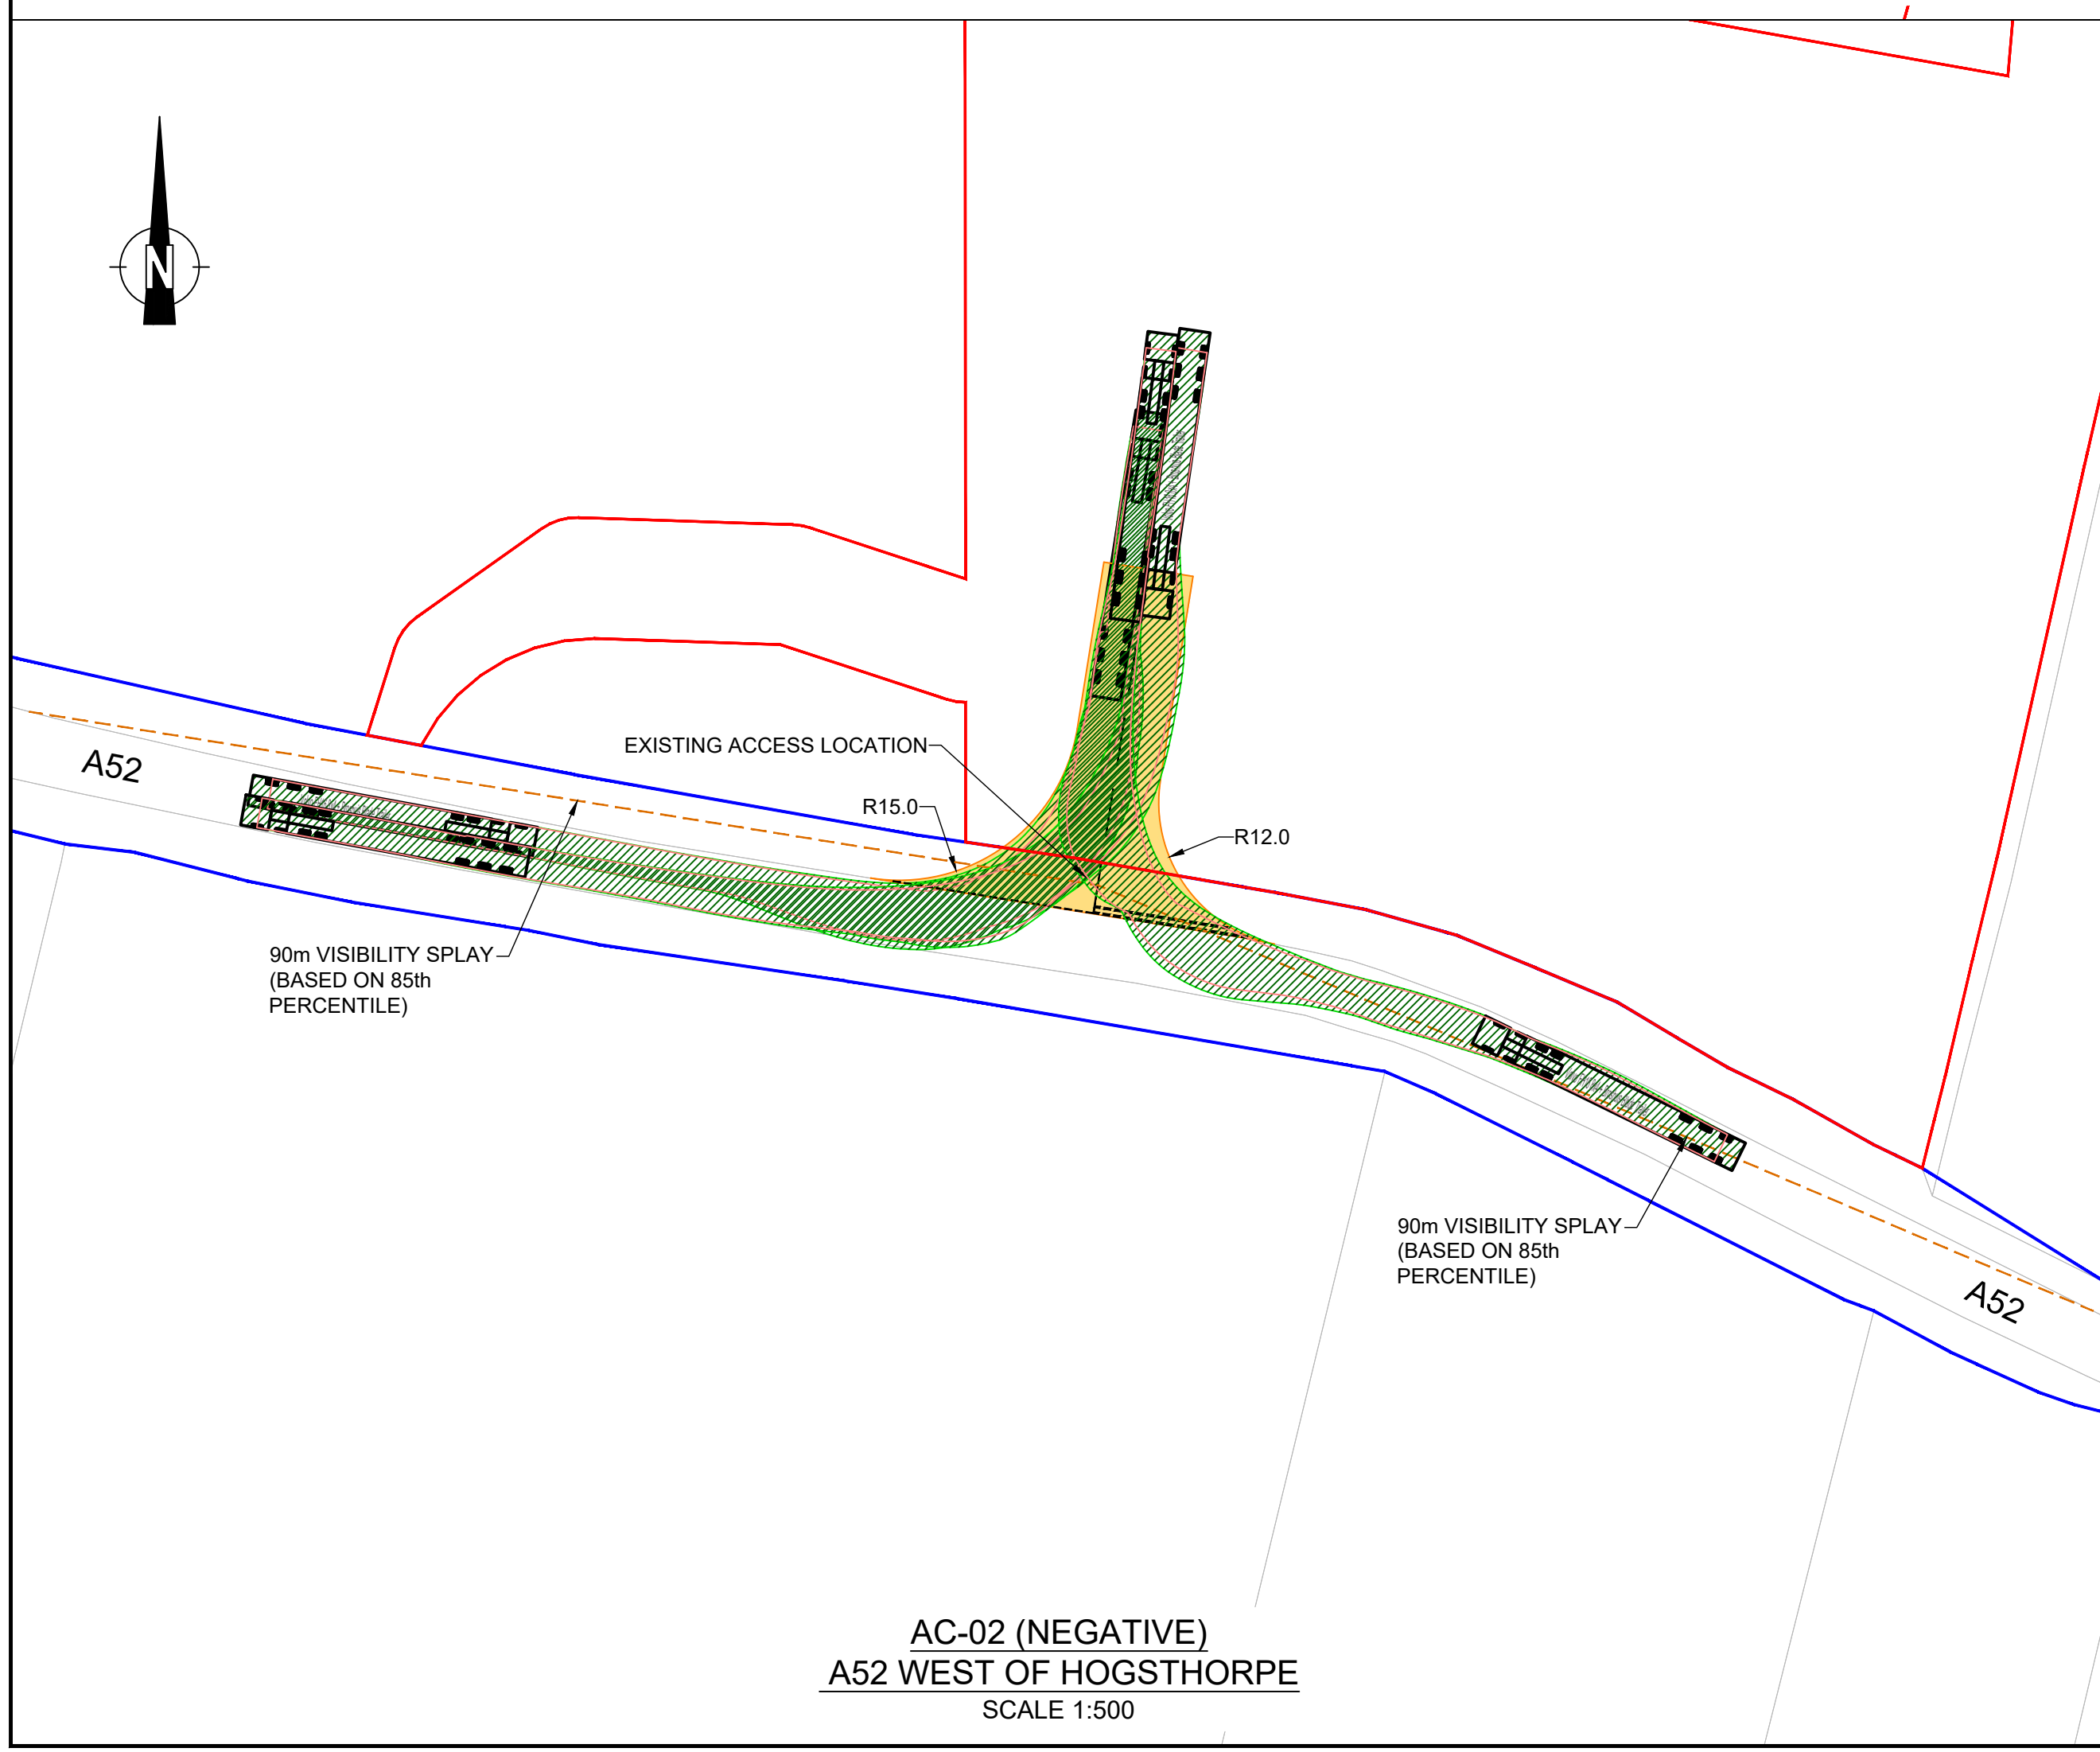 N
A52
EXISTING ACCESS LOCATION
R15.0
R12.0
90m VISIBILITY SPLAY
(BASED ON 85th
PERCENTILE)
90m VISIBILITY SPLAY
(BASED ON 85th
PERCENTILE)
A52
AC-02 (NEGATIVE)
A52 WEST OF HOGSTHORPE
SCALE 1:500